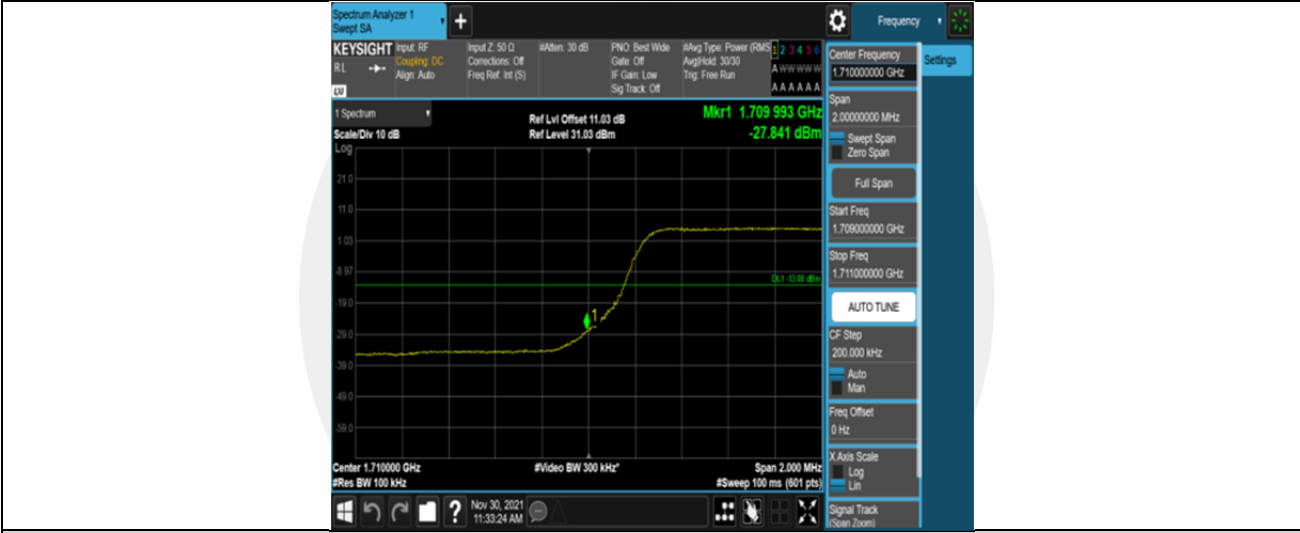 Spectrum Analyzer 1
Swept SA
Frequency
KEYSIGHT
Input: RF
Coupling: DC
Align: Auto
Input Z: 50 Ω
Corrections: Off
Freq Ref: Int (S)
#Atten: 30 dB
PNO: Best Wide
Gate: Off
IF Gain: Low
Sig Track: Off
#Avg Type: Power (RMS
Avg|Hold: 30/30
Trig: Free Run
1 2 3 4 5 6
A W W W W W
A A A A A A
RL
Center Frequency
1.710000000 GHz
Settings
Span
2.00000000 MHz
Swept Span
Zero Span
Full Span
Start Freq
1.709000000 GHz
Stop Freq
1.711000000 GHz
AUTO TUNE
CF Step
200.000 kHz
Auto
Man
Freq Offset
0 Hz
X Axis Scale
Log
Lin
Signal Track
(Span Zoom)
1 Spectrum
Scale/Div 10 dB
Ref Lvl Offset 11.03 dB
Ref Level 31.03 dBm
Mkr1 1.709 993 GHz
-27.841 dBm
Log
21.0
11.0
1.03
-8.97
DL1 -13.00 dBm
-19.0
1
-29.0
-39.0
-49.0
-59.0
Center 1.710000 GHz
#Res BW 100 kHz
#Video BW 300 kHz*
Span 2.000 MHz
#Sweep 100 ms (601 pts)
?
Nov 30, 2021
11:33:24 AM